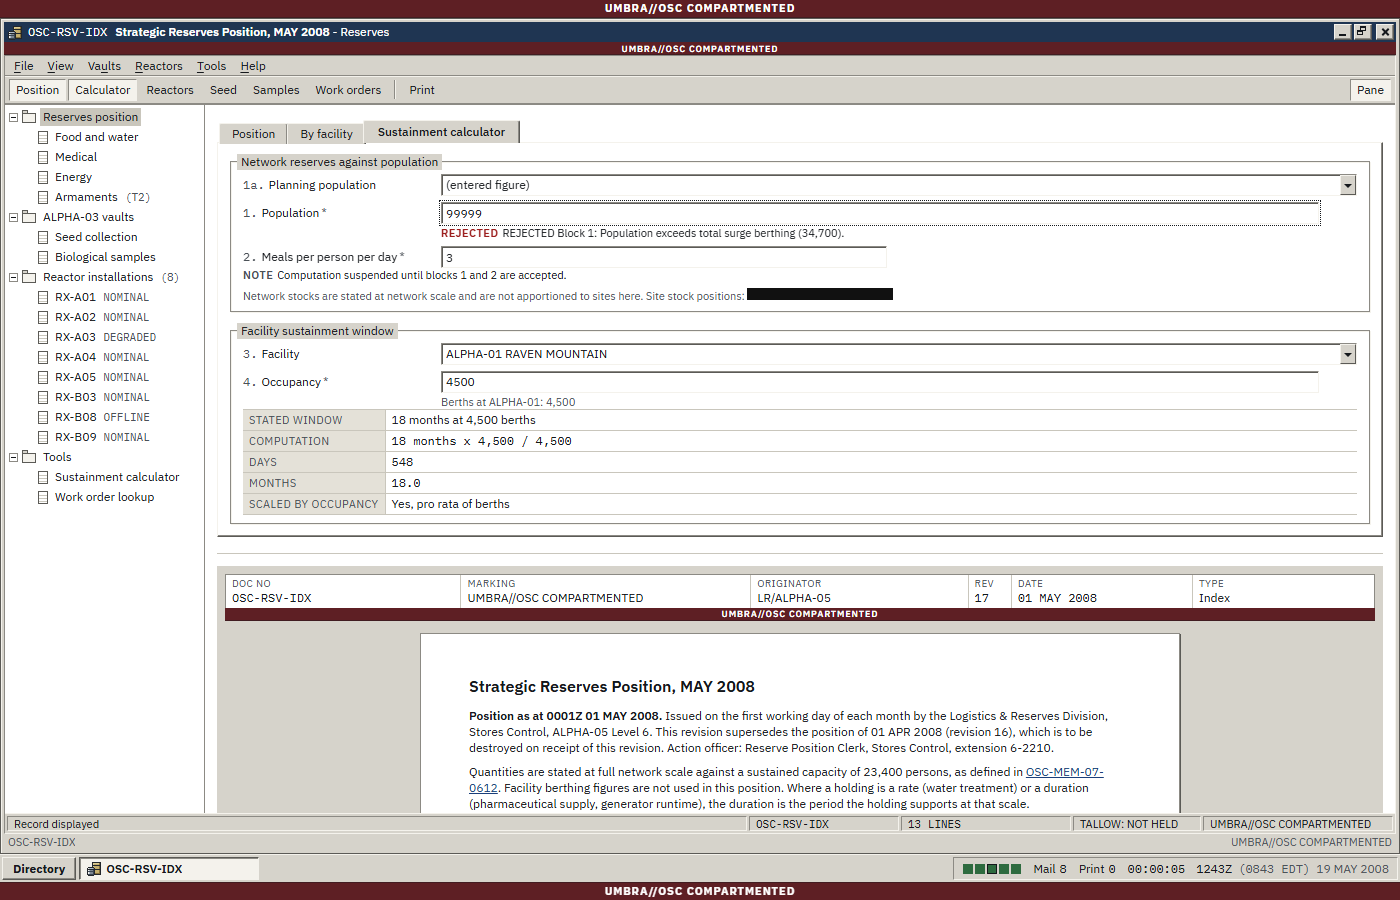 UMBRA//OSC COMPARTMENTED
OSC-RSV-IDX Strategic Reserves Position, MAY 2008 - Reserves
UMBRA//OSC COMPARTMENTED
File View Vaults Reactors Tools Help
Position Calculator Reactors Seed Samples Work orders Print Pane
Reserves position
Food and water
Medical
Energy
Armaments (T2)
ALPHA-03 vaults
Seed collection
Biological samples
Reactor installations (8)
RX-A01 NOMINAL
RX-A02 NOMINAL
RX-A03 DEGRADED
RX-A04 NOMINAL
RX-A05 NOMINAL
RX-B03 NOMINAL
RX-B08 OFFLINE
RX-B09 NOMINAL
Tools
Sustainment calculator
Work order lookup
Position By facility Sustainment calculator
Network reserves against population
1a. Planning population (entered figure)
1. Population * 99999
REJECTED REJECTED Block 1: Population exceeds total surge berthing (34,700).
2. Meals per person per day * 3
NOTE Computation suspended until blocks 1 and 2 are accepted.
Network stocks are stated at network scale and are not apportioned to sites here. Site stock positions:
Facility sustainment window
3. Facility ALPHA-01 RAVEN MOUNTAIN
4. Occupancy * 4500
Berths at ALPHA-01: 4,500
STATED WINDOW 18 months at 4,500 berths
COMPUTATION 18 months x 4,500 / 4,500
DAYS 548
MONTHS 18.0
SCALED BY OCCUPANCY Yes, pro rata of berths
DOC NO MARKING ORIGINATOR REV DATE TYPE
OSC-RSV-IDX UMBRA//OSC COMPARTMENTED LR/ALPHA-05 17 01 MAY 2008 Index
UMBRA//OSC COMPARTMENTED
Strategic Reserves Position, MAY 2008
Position as at 0001Z 01 MAY 2008. Issued on the first working day of each month by the Logistics & Reserves Division,
Stores Control, ALPHA-05 Level 6. This revision supersedes the position of 01 APR 2008 (revision 16), which is to be
destroyed on receipt of this revision. Action officer: Reserve Position Clerk, Stores Control, extension 6-2210.
Quantities are stated at full network scale against a sustained capacity of 23,400 persons, as defined in OSC-MEM-07-
0612. Facility berthing figures are not used in this position. Where a holding is a rate (water treatment) or a duration
(pharmaceutical supply, generator runtime), the duration is the period the holding supports at that scale.
Record displayed OSC-RSV-IDX 13 LINES TALLOW: NOT HELD UMBRA//OSC COMPARTMENTED
OSC-RSV-IDX UMBRA//OSC COMPARTMENTED
Directory OSC-RSV-IDX Mail 8 Print 0 00:00:05 1243Z (0843 EDT) 19 MAY 2008
UMBRA//OSC COMPARTMENTED